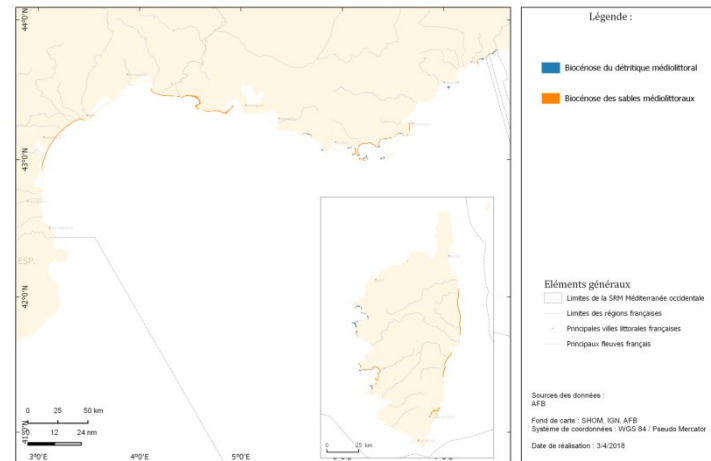 44°0'N
43°0'N
42°0'N
41°0'N
3°0'E
4°0'E
5°0'E
ESP.
0 25 50 km
0 12 24 nm
0 25 km
Légende :
Biocénose du détritique médiolittoral
Biocénose des sables médiolittoraux
Eléments généraux
Limites de la SRM Méditerranée occidentale
Limites des régions françaises
Principales villes littorales françaises
Principaux fleuves français
Sources des données :
AFB
Fond de carte : SHOM, IGN, AFB
Système de coordonnées : WGS 84 / Pseudo Mercator
Date de réalisation : 3/4/2018